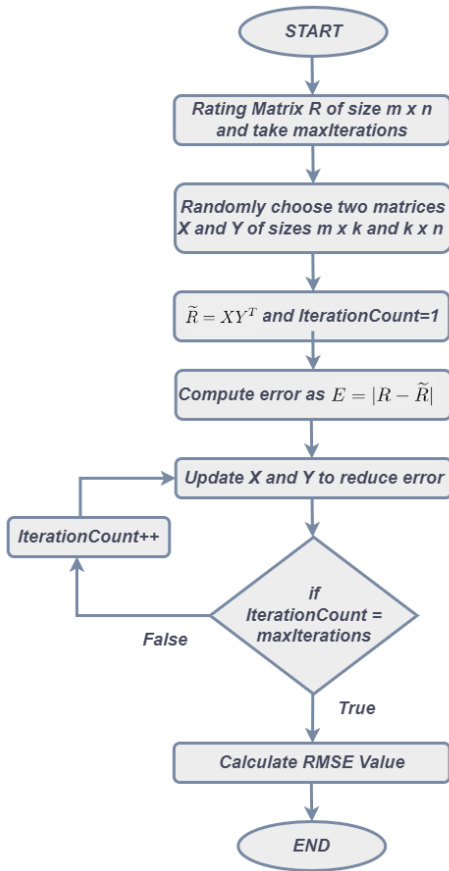 START
Rating Matrix R of size m x n
and take maxIterations
Randomly choose two matrices
X and Y of sizes m x k and k x n
R̃ = XYᵀ and IterationCount=1
Compute error as E = |R − R̃|
Update X and Y to reduce error
IterationCount++
if
IterationCount =
maxIterations
False
True
Calculate RMSE Value
END